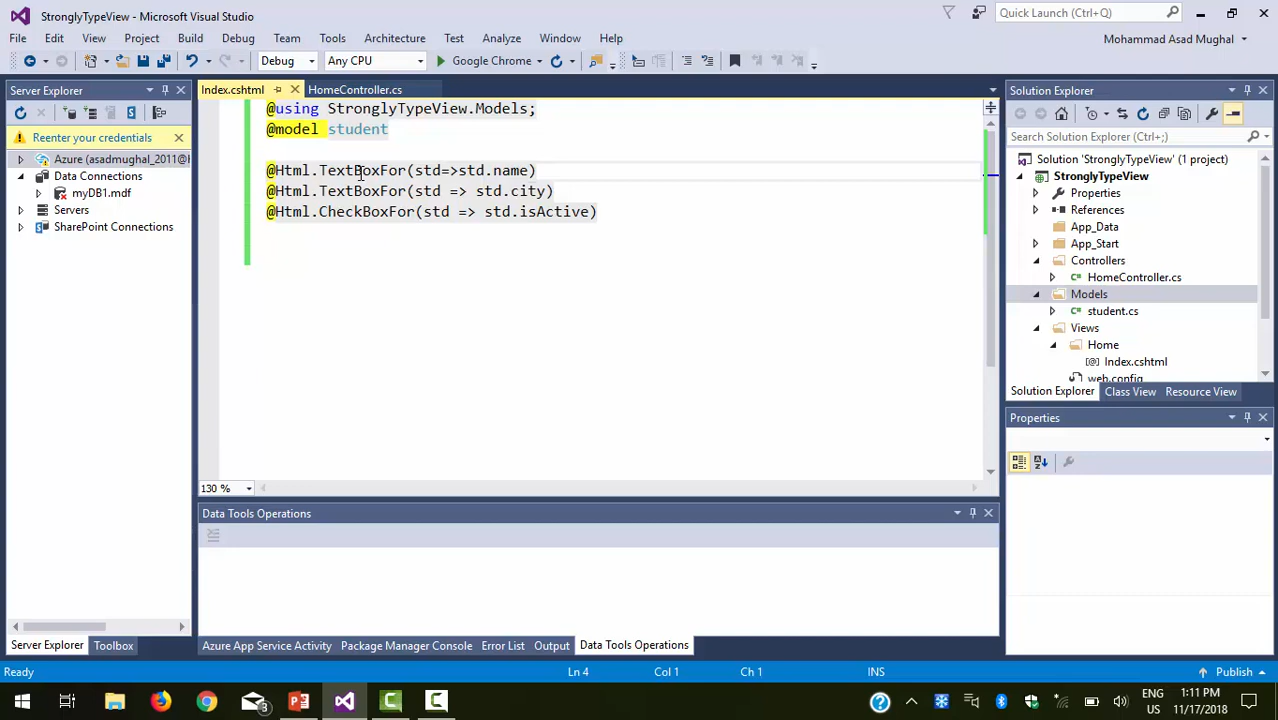 StronglyTypeView - Microsoft Visual Studio
Quick Launch (Ctrl+Q)
File Edit View Project Build Debug Team Tools Architecture Test Analyze Window Help
Mohammad Asad Mughal
Debug Any CPU Google Chrome
Server Explorer
Reenter your credentials
Azure (asadmughal_2011@
Data Connections
myDB1.mdf
Servers
SharePoint Connections
Server Explorer Toolbox
Index.cshtml HomeController.cs
@using StronglyTypeView.Models;
@model student
@Html.TextBoxFor(std=>std.name)
@Html.TextBoxFor(std => std.city)
@Html.CheckBoxFor(std => std.isActive)
130 %
Data Tools Operations
Azure App Service Activity Package Manager Console Error List Output Data Tools Operations
Solution Explorer
Search Solution Explorer (Ctrl+;)
Solution 'StronglyTypeView' (1 project)
StronglyTypeView
Properties
References
App_Data
App_Start
Controllers
HomeController.cs
Models
student.cs
Views
Home
Index.cshtml
web.config
Solution Explorer Class View Resource View
Properties
Ready Ln 4 Col 1 Ch 1 INS Publish
3
ENG
US
1:11 PM
11/17/2018